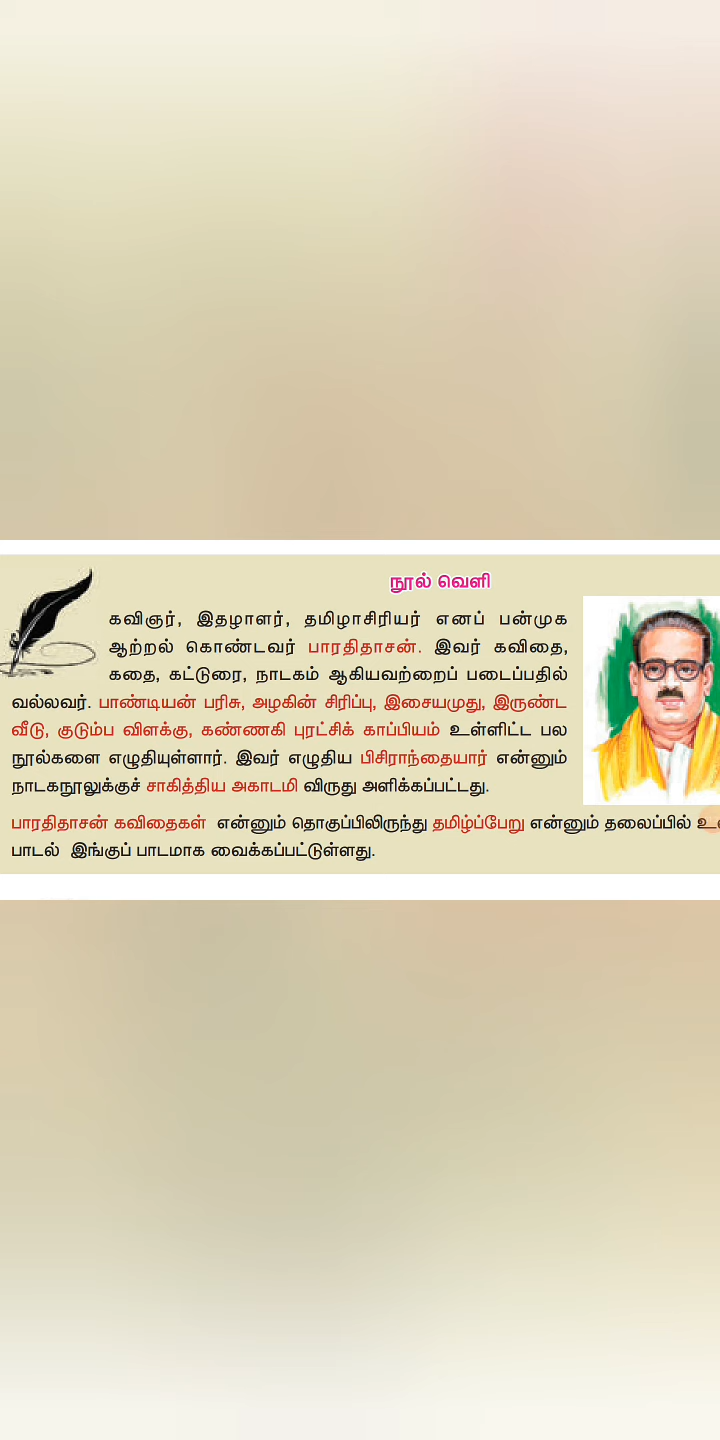 நூல் வெளி
கவிஞர், இதழாளர், தமிழாசிரியர் எனப் பன்முக
ஆற்றல் கொண்டவர் பாரதிதாசன். இவர் கவிதை,
கதை, கட்டுரை, நாடகம் ஆகியவற்றைப் படைப்பதில்
வல்லவர். பாண்டியன் பரிசு, அழகின் சிரிப்பு, இசையமுது, இருண்ட
வீடு, குடும்ப விளக்கு, கண்ணகி புரட்சிக் காப்பியம் உள்ளிட்ட பல
நூல்களை எழுதியுள்ளார். இவர் எழுதிய பிசிராந்தையார் என்னும்
நாடகநூலுக்குச் சாகித்திய அகாடமி விருது அளிக்கப்பட்டது.
பாரதிதாசன் கவிதைகள் என்னும் தொகுப்பிலிருந்து தமிழ்ப்பேறு என்னும் தலைப்பில்
பாடல் இங்குப் பாடமாக வைக்கப்பட்டுள்ளது.